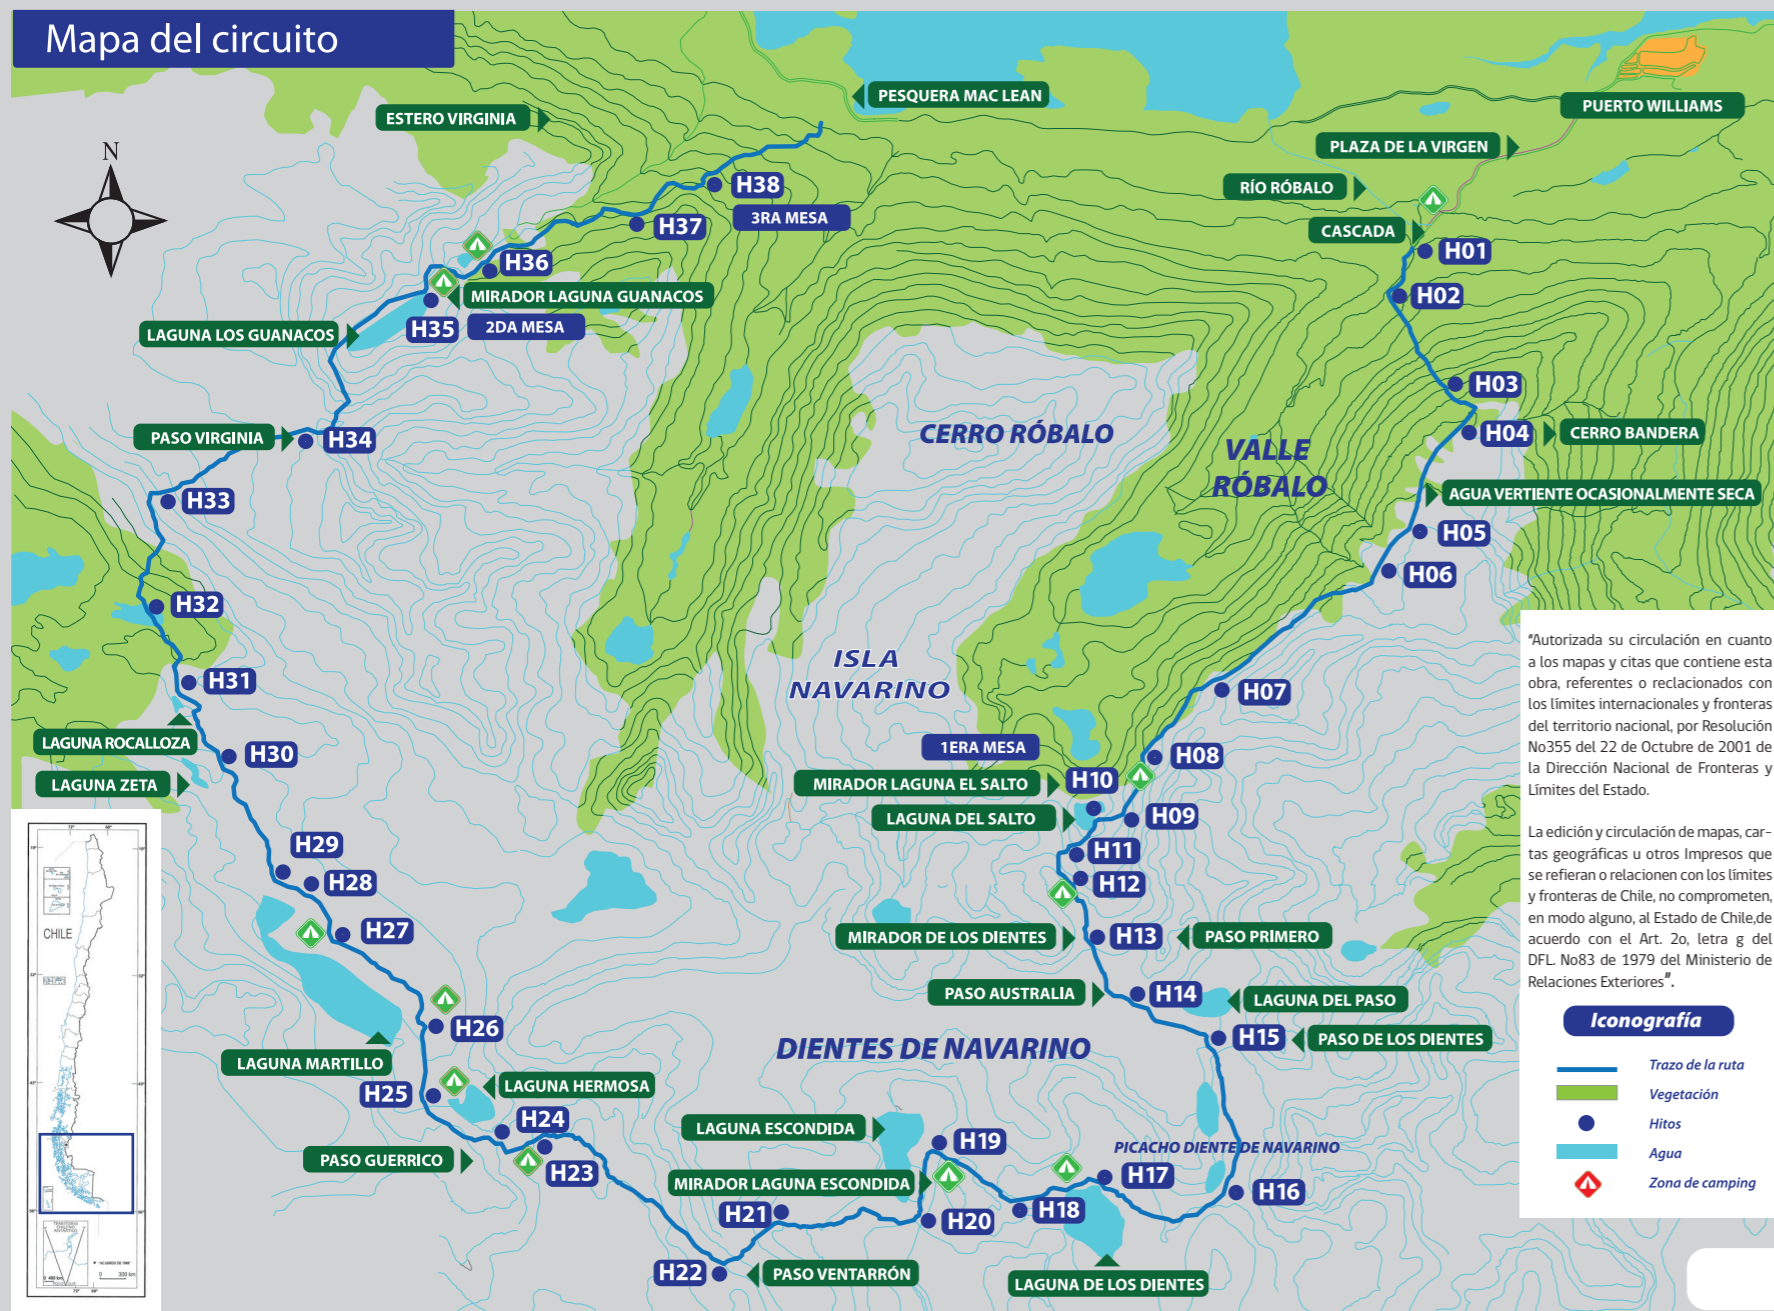 Mapa del circuito
PESQUERA MAC LEAN
ESTERO VIRGINIA
PUERTO WILLIAMS
PLAZA DE LA VIRGEN
N
RÍO RÓBALO
H38
3RA MESA
H37
CASCADA
H01
H36
MIRADOR LAGUNA GUANACOS
H02
H35
2DA MESA
LAGUNA LOS GUANACOS
H03
PASO VIRGINIA
H34
CERRO RÓBALO
H04
CERRO BANDERA
VALLE
RÓBALO
AGUA VERTIENTE OCASIONALMENTE SECA
H33
H05
H06
H32
ISLA
NAVARINO
H31
H07
LAGUNA ROCALLOZA
1ERA MESA
H30
H08
LAGUNA ZETA
MIRADOR LAGUNA EL SALTO
H10
LAGUNA DEL SALTO
H09
H29
H11
H28
H12
H27
MIRADOR DE LOS DIENTES
H13
PASO PRIMERO
PASO AUSTRALIA
H14
LAGUNA DEL PASO
H26
H15
PASO DE LOS DIENTES
DIENTES DE NAVARINO
LAGUNA MARTILLO
H25
LAGUNA HERMOSA
H24
LAGUNA ESCONDIDA
H19
PICACHO DIENTE DE NAVARINO
PASO GUERRICO
H23
MIRADOR LAGUNA ESCONDIDA
H17
H16
H21
H20
H18
H22
PASO VENTARRÓN
LAGUNA DE LOS DIENTES
"Autorizada su circulación en cuanto
a los mapas y citas que contiene esta
obra, referentes o reclacionados con
los límites internacionales y fronteras
del territorio nacional, por Resolución
No355 del 22 de Octubre de 2001 de
la Dirección Nacional de Fronteras y
Límites del Estado.
La edición y circulación de mapas, car-
tas geográficas u otros Impresos que
se refieran o relacionen con los límites
y fronteras de Chile, no comprometen,
en modo alguno, al Estado de Chile,de
acuerdo con el Art. 2o, letra g del
DFL No83 de 1979 del Ministerio de
Relaciones Exteriores".
Iconografía
Trazo de la ruta
Vegetación
Hitos
Agua
Zona de camping
CHILE
TERRITORIO
CHILENO
ANTÁRTICO
"ACUERDO DE 1998"
0 300 km